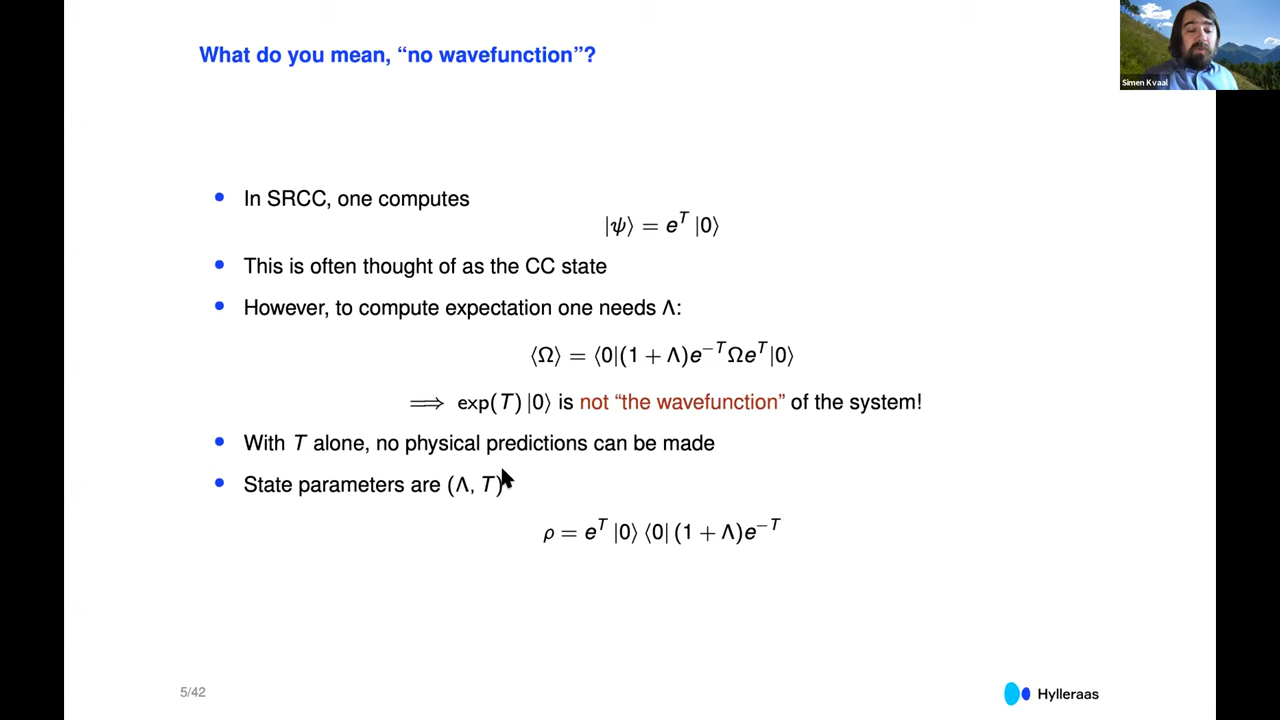 What do you mean, “no wavefunction”?
Simen Kvaal
• In SRCC, one computes
|ψ⟩ = e^T |0⟩
• This is often thought of as the CC state
• However, to compute expectation one needs Λ:
⟨Ω⟩ = ⟨0|(1 + Λ)e^{−T}Ωe^T|0⟩
⟹ exp(T) |0⟩ is not “the wavefunction” of the system!
• With T alone, no physical predictions can be made
• State parameters are (Λ, T)
ρ = e^T |0⟩ ⟨0| (1 + Λ)e^{−T}
5/42
Hylleraas